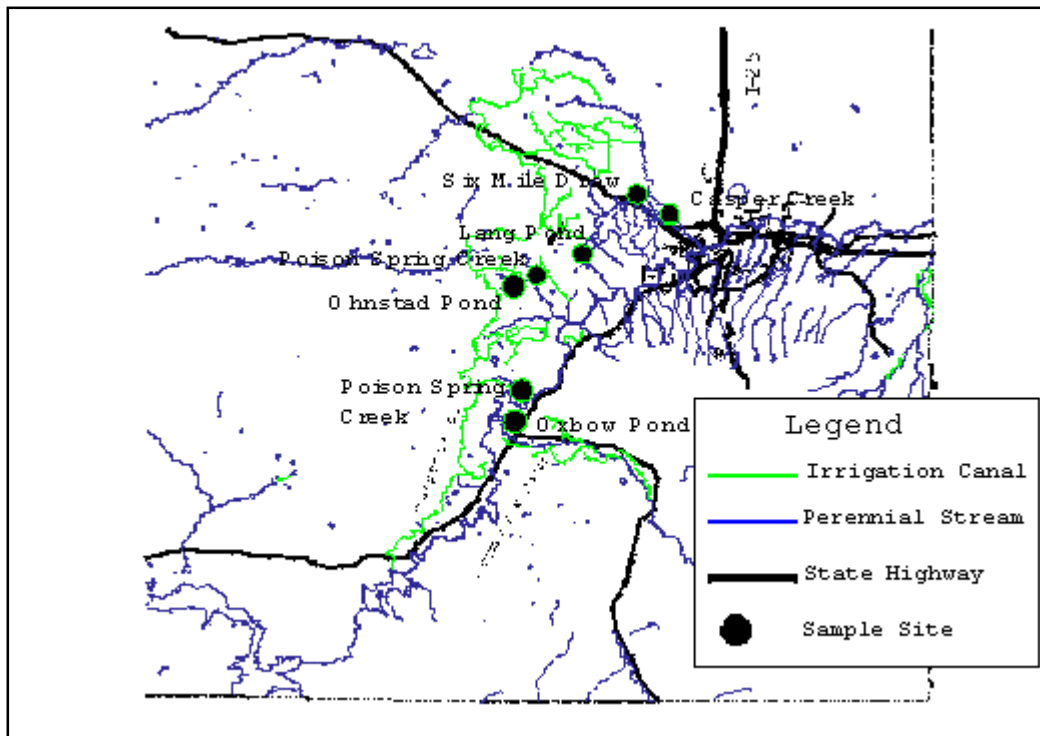 I-25
Six Mile Draw
Casper Creek
Lang Pond
Poison Spring Creek
Ohnstad Pond
Poison Spring
Creek
Oxbow Pond
Legend
Irrigation Canal
Perennial Stream
State Highway
Sample Site